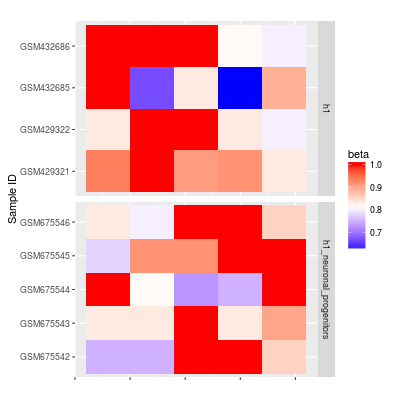 GSM432686
GSM432685
GSM429322
GSM429321
h1
GSM675546
GSM675545
GSM675544
GSM675543
GSM675542
h1_neuronal_progenitors
Sample ID
beta
1.0
0.9
0.8
0.7